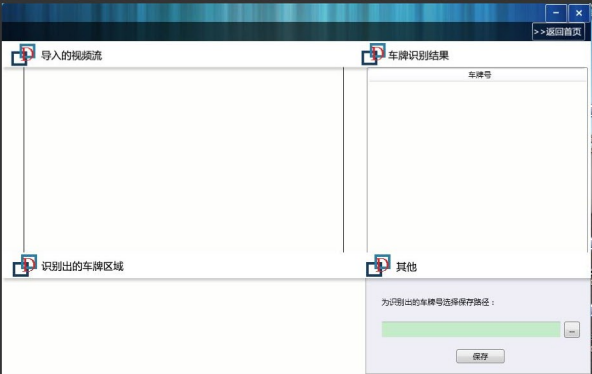 >>返回首页
导入的视频流
车牌识别结果
车牌号
识别出的车牌区域
其他
为识别出的车牌号选择保存路径：
...
保存